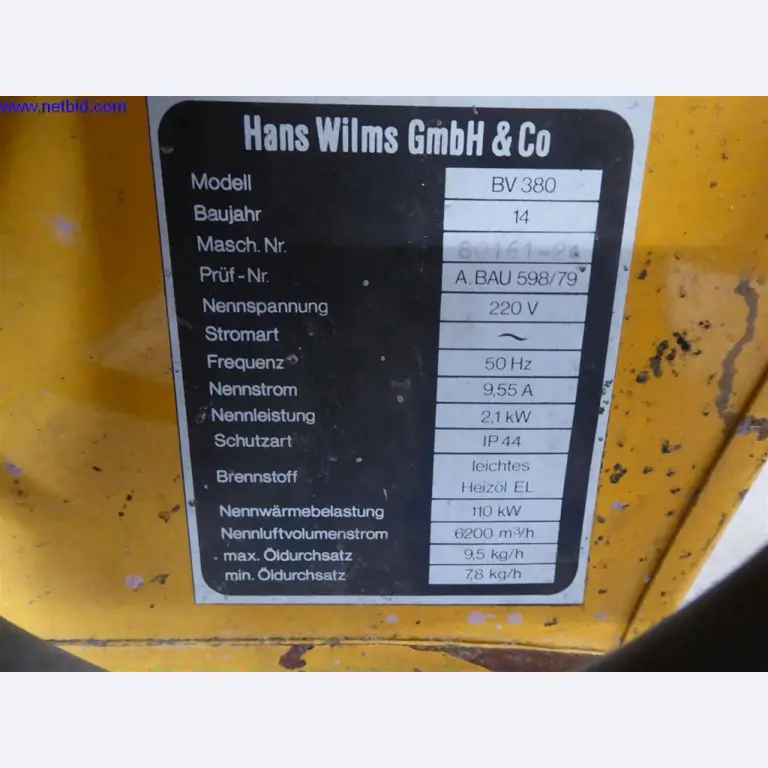 www.netbid.com
Hans Wilms GmbH & Co
Modell BV 380
Baujahr 14
Masch. Nr.
Prüf-Nr. A. BAU 598/79
Nennspannung 220 V
Stromart ~
Frequenz 50 Hz
Nennstrom 9,55 A
Nennleistung 2,1 kW
Schutzart IP 44
Brennstoff leichtes
Heizöl EL
Nennwärmebelastung 110 kW
Nennluftvolumenstrom 6200 m³/h
max. Öldurchsatz 9.5 kg/h
min. Öldurchsatz 7,8 kg/h